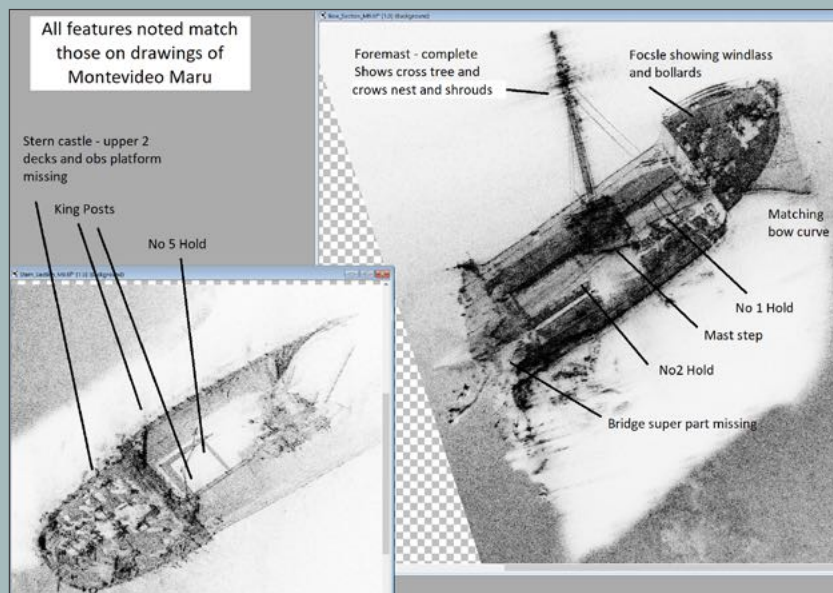 All features noted match
those on drawings of
Montevideo Maru
Stern castle - upper 2
decks and obs platform
missing
King Posts
No 5 Hold
Foremast - complete
Shows cross tree and
crows nest and shrouds
Focsle showing windlass
and bollards
Matching
bow curve
No 1 Hold
Mast step
No2 Hold
Bridge super part missing